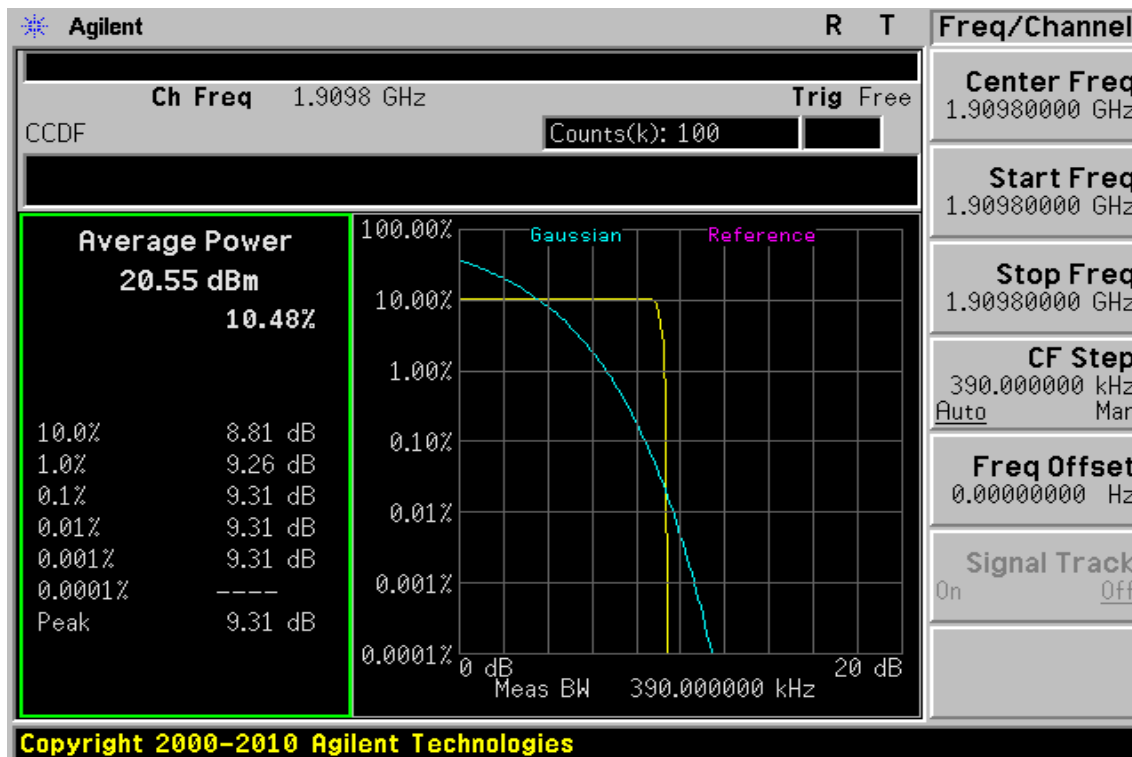 Agilent R T Freq/Channel
Ch Freq 1.9098 GHz Trig Free
CCDF Counts(k): 100
Center Freq
1.90980000 GHz
Start Freq
1.90980000 GHz
Stop Freq
1.90980000 GHz
CF Step
390.000000 kHz
Auto Man
Freq Offset
0.00000000 Hz
Signal Track
On Off
Average Power
20.55 dBm
10.48%
10.0% 8.81 dB
1.0% 9.26 dB
0.1% 9.31 dB
0.01% 9.31 dB
0.001% 9.31 dB
0.0001% ----
Peak 9.31 dB
Gaussian Reference
100.00%
10.00%
1.00%
0.10%
0.01%
0.001%
0.0001%
0 dB 20 dB
Meas BW 390.000000 kHz
Copyright 2000-2010 Agilent Technologies